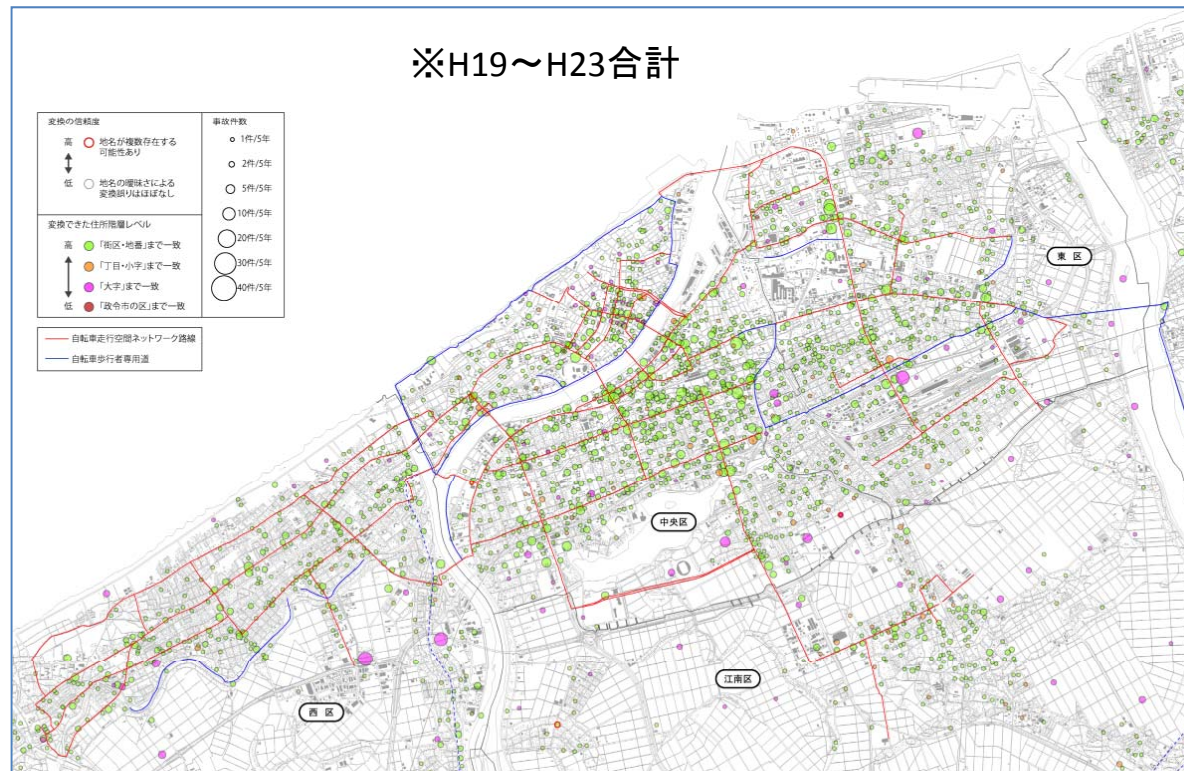 ※H19～H23合計
変換の信頼度
高
地名が複数存在する
可能性あり
低
地名の曖昧さによる
変換誤りはほぼなし
変換できた住所階層レベル
高
「街区・地番」まで一致
「丁目・小字」まで一致
「大字」まで一致
低
「政令市の区」まで一致
事故件数
1件/5年
2件/5年
5件/5年
10件/5年
20件/5年
30件/5年
40件/5年
自転車走行空間ネットワーク路線
自転車歩行者専用道
東区
中央区
江南区
西区